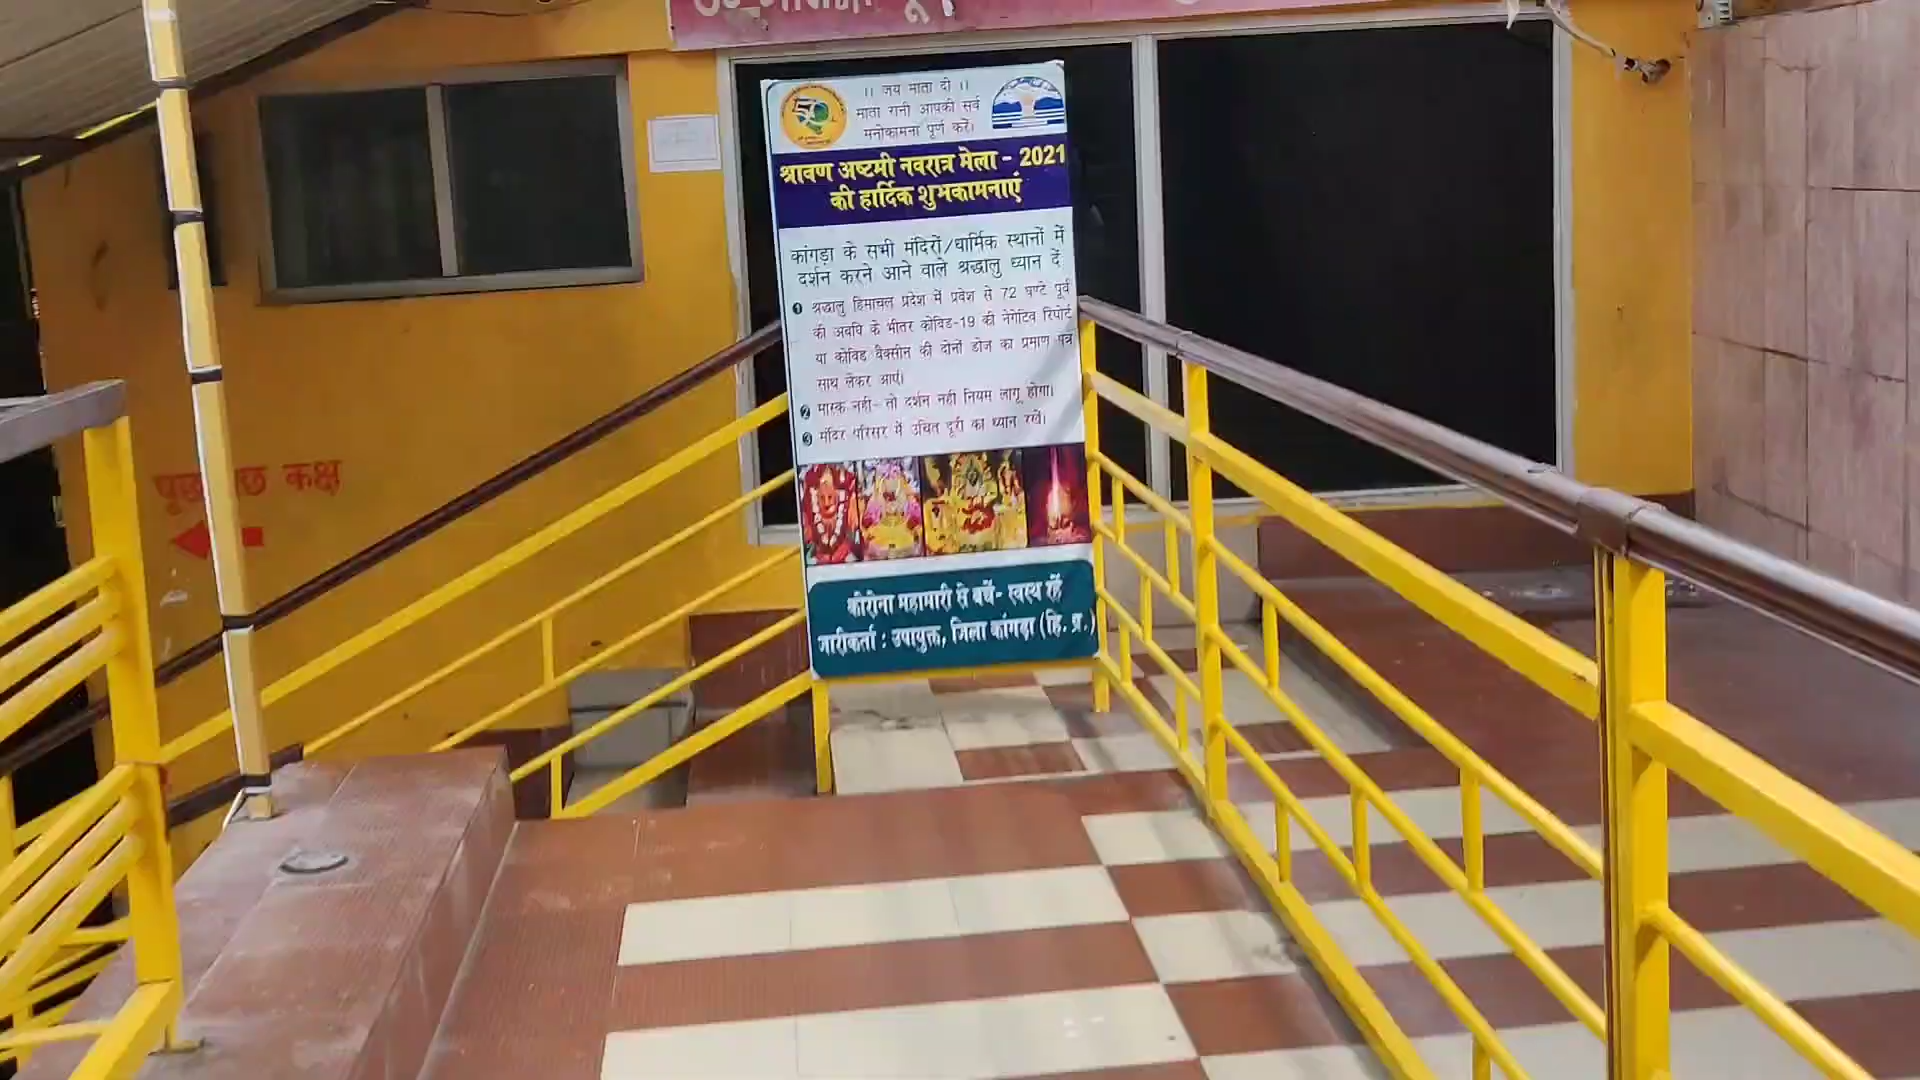 ।। जय माता दी ।।
माता रानी आपकी सर्व
मनोकामना पूर्ण करें।
श्रावण अष्टमी नवरात्र मेला - 2021
की हार्दिक शुभकामनाएं
कांगड़ा के सभी मंदिरों/धार्मिक स्थानों में
दर्शन करने आने वाले श्रद्धालु ध्यान दें
1 श्रद्धालु हिमाचल प्रदेश में प्रवेश से 72 घण्टे पूर्व
की अवधि के भीतर कोविड-19 की नेगेटिव रिपोर्ट
या कोविड वैक्सीन की दोनों डोज का प्रमाण पत्र
साथ लेकर आएं।
2 मास्क नही- तो दर्शन नही नियम लागू होगा।
3 मंदिर परिसर में उचित दूरी का ध्यान रखें।
कोरोना महामारी से बचें- स्वस्थ रहें
जारीकर्ता : उपायुक्त, जिला कांगड़ा (हि. प्र.)
कक्ष